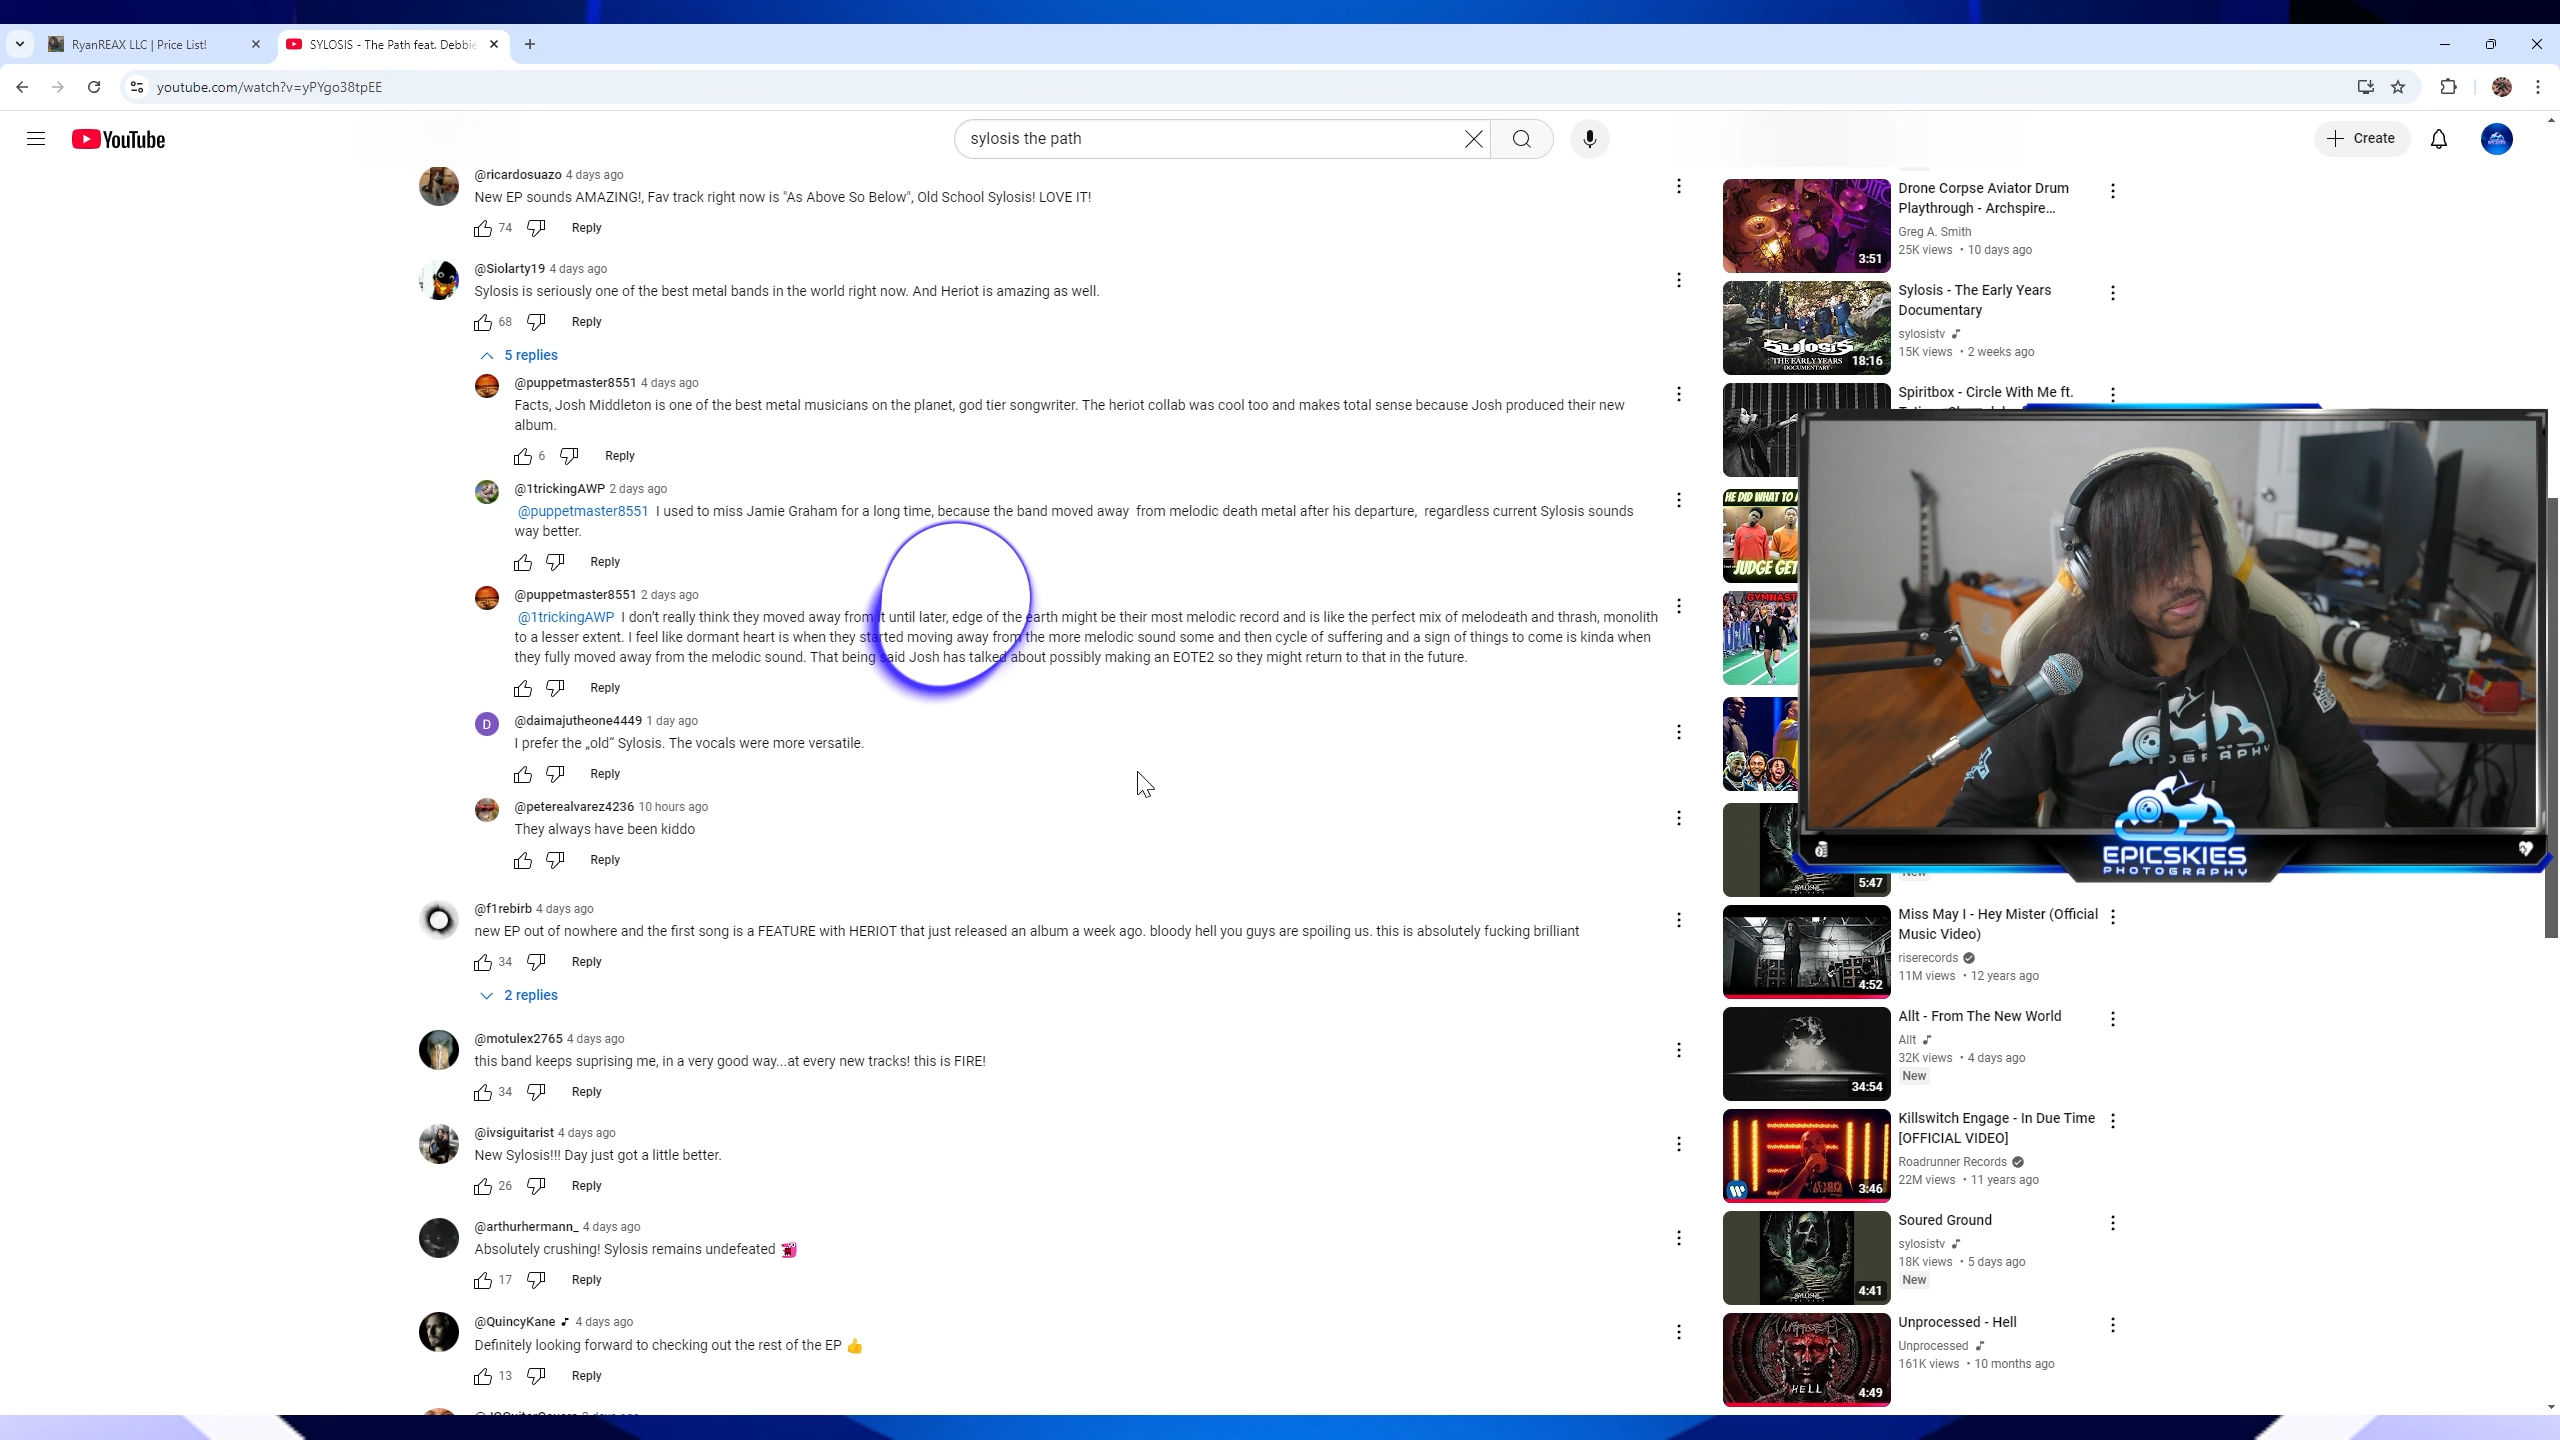 RyanREAX LLC | Price List!
SYLOSIS - The Path feat. Debbie
youtube.com/watch?v=yPYgo38tpEE
YouTube
sylosis the path
Create
@ricardosuazo 4 days ago
New EP sounds AMAZING!, Fav track right now is "As Above So Below", Old School Sylosis! LOVE IT!
74 Reply
@Siolarty19 4 days ago
Sylosis is seriously one of the best metal bands in the world right now. And Heriot is amazing as well.
68 Reply
5 replies
@puppetmaster8551 4 days ago
Facts, Josh Middleton is one of the best metal musicians on the planet, god tier songwriter. The heriot collab was cool too and makes total sense because Josh produced their new
album.
6 Reply
@1trickingAWP 2 days ago
@puppetmaster8551 I used to miss Jamie Graham for a long time, because the band moved away from melodic death metal after his departure, regardless current Sylosis sounds
way better.
Reply
@puppetmaster8551 2 days ago
@1trickingAWP I don't really think they moved away from it until later, edge of the earth might be their most melodic record and is like the perfect mix of melodeath and thrash, monolith
to a lesser extent. I feel like dormant heart is when they started moving away from the more melodic sound some and then cycle of suffering and a sign of things to come is kinda when
they fully moved away from the melodic sound. That being said Josh has talked about possibly making an EOTE2 so they might return to that in the future.
Reply
@daimajutheone4449 1 day ago
I prefer the „old“ Sylosis. The vocals were more versatile.
Reply
@peterealvarez4236 10 hours ago
They always have been kiddo
Reply
@f1rebirb 4 days ago
new EP out of nowhere and the first song is a FEATURE with HERIOT that just released an album a week ago. bloody hell you guys are spoiling us. this is absolutely fucking brilliant
34 Reply
2 replies
@motulex2765 4 days ago
this band keeps suprising me, in a very good way...at every new tracks! this is FIRE!
34 Reply
@ivsiguitarist 4 days ago
New Sylosis!!! Day just got a little better.
26 Reply
@arthurhermann_ 4 days ago
Absolutely crushing! Sylosis remains undefeated
17 Reply
@QuincyKane 4 days ago
Definitely looking forward to checking out the rest of the EP 👍
13 Reply
Drone Corpse Aviator Drum
Playthrough - Archspire...
Greg A. Smith
25K views • 10 days ago
3:51
Sylosis - The Early Years
Documentary
sylosistv
15K views • 2 weeks ago
SYLOSIS
THE EARLY YEARS
DOCUMENTARY
18:16
Spiritbox - Circle With Me ft.
HE DID WHAT TO
JUDGE GET
GYMNAST
OGRAPHY
EPICSKIES
PHOTOGRAPHY
5:47
New
Miss May I - Hey Mister (Official
Music Video)
riserecords
11M views • 12 years ago
4:52
Allt - From The New World
Allt
32K views • 4 days ago
New
34:54
Killswitch Engage - In Due Time
[OFFICIAL VIDEO]
Roadrunner Records
22M views • 11 years ago
3:46
Soured Ground
sylosistv
18K views • 5 days ago
New
4:41
Unprocessed - Hell
Unprocessed
161K views • 10 months ago
HELL
4:49